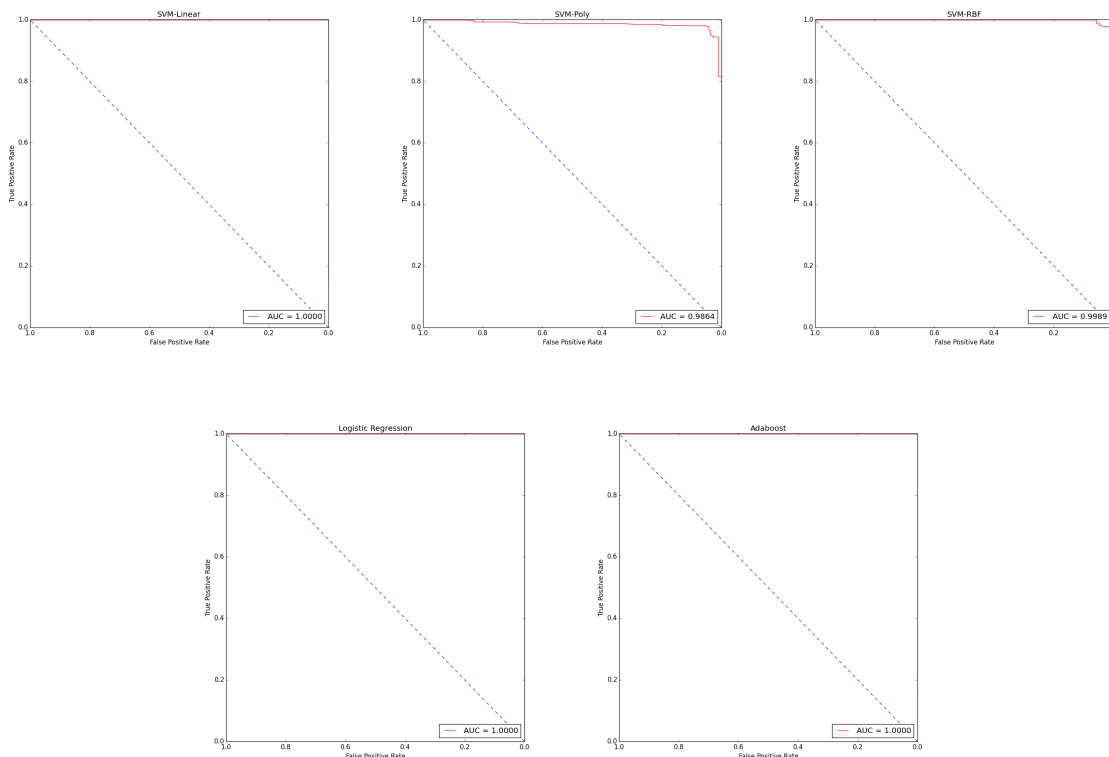 SVM-Linear
1.0
0.8
0.6
0.4
0.2
0.0
True Positive Rate
1.0 0.8 0.6 0.4 0.2 0.0
False Positive Rate
AUC = 1.0000
SVM-Poly
1.0
0.8
0.6
0.4
0.2
0.0
True Positive Rate
1.0 0.8 0.6 0.4 0.2 0.0
False Positive Rate
AUC = 0.9864
SVM-RBF
1.0
0.8
0.6
0.4
0.2
0.0
True Positive Rate
1.0 0.8 0.6 0.4 0.2
False Positive Rate
AUC = 0.9989
Logistic Regression
1.0
0.8
0.6
0.4
0.2
0.0
True Positive Rate
1.0 0.8 0.6 0.4 0.2 0.0
False Positive Rate
AUC = 1.0000
Adaboost
1.0
0.8
0.6
0.4
0.2
0.0
True Positive Rate
1.0 0.8 0.6 0.4 0.2 0.0
False Positive Rate
AUC = 1.0000